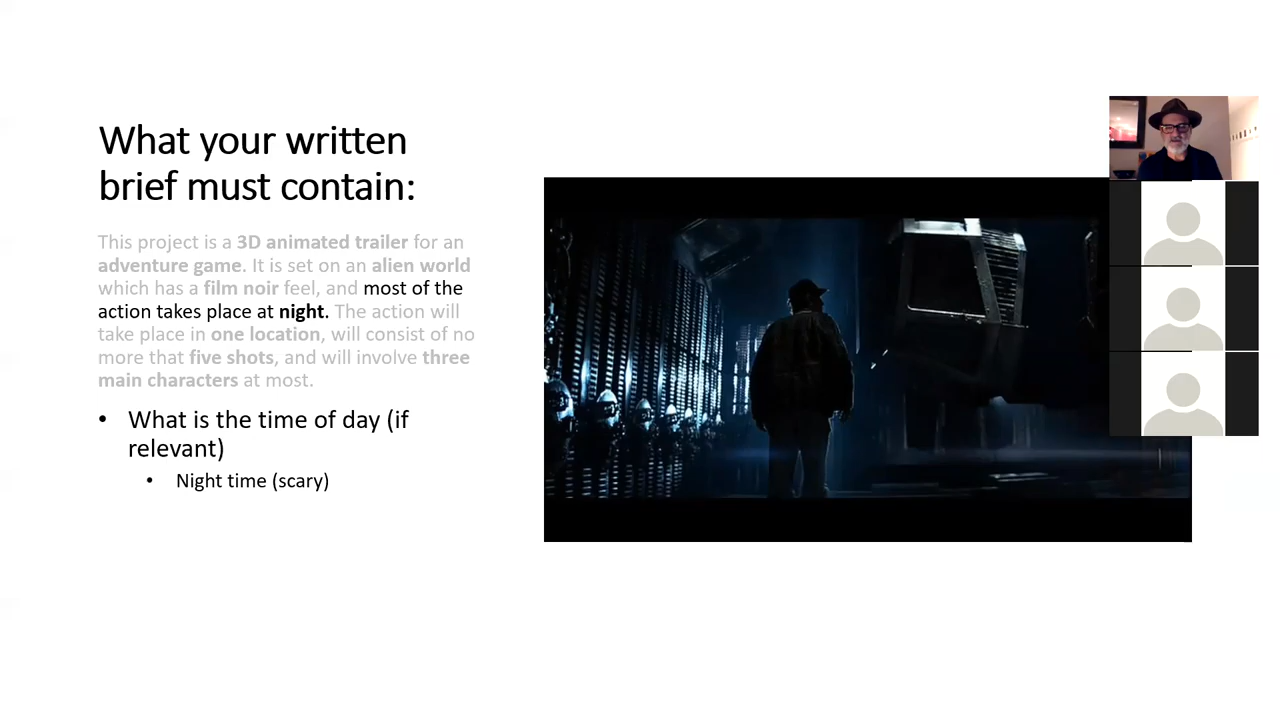 What your written
brief must contain:
This project is a 3D animated trailer for an
adventure game. It is set on an alien world
which has a film noir feel, and most of the
action takes place at night. The action will
take place in one location, will consist of no
more that five shots, and will involve three
main characters at most.
• What is the time of day (if
relevant)
• Night time (scary)